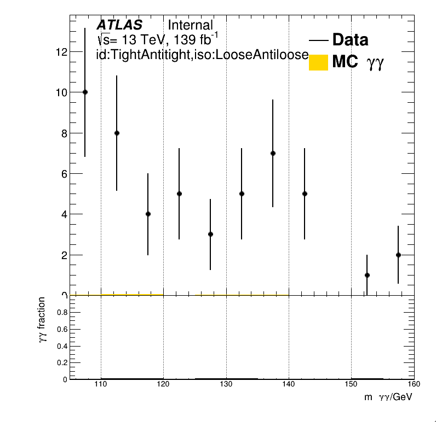 ATLAS Internal
√s= 13 TeV, 139 fb⁻¹
id:TightAntitight,iso:LooseAntiloose
Data
MC γγ
12
10
8
6
4
2
0
γγ fraction
0.8
0.6
0.4
0.2
0
110 120 130 140 150 160
m γγ/GeV